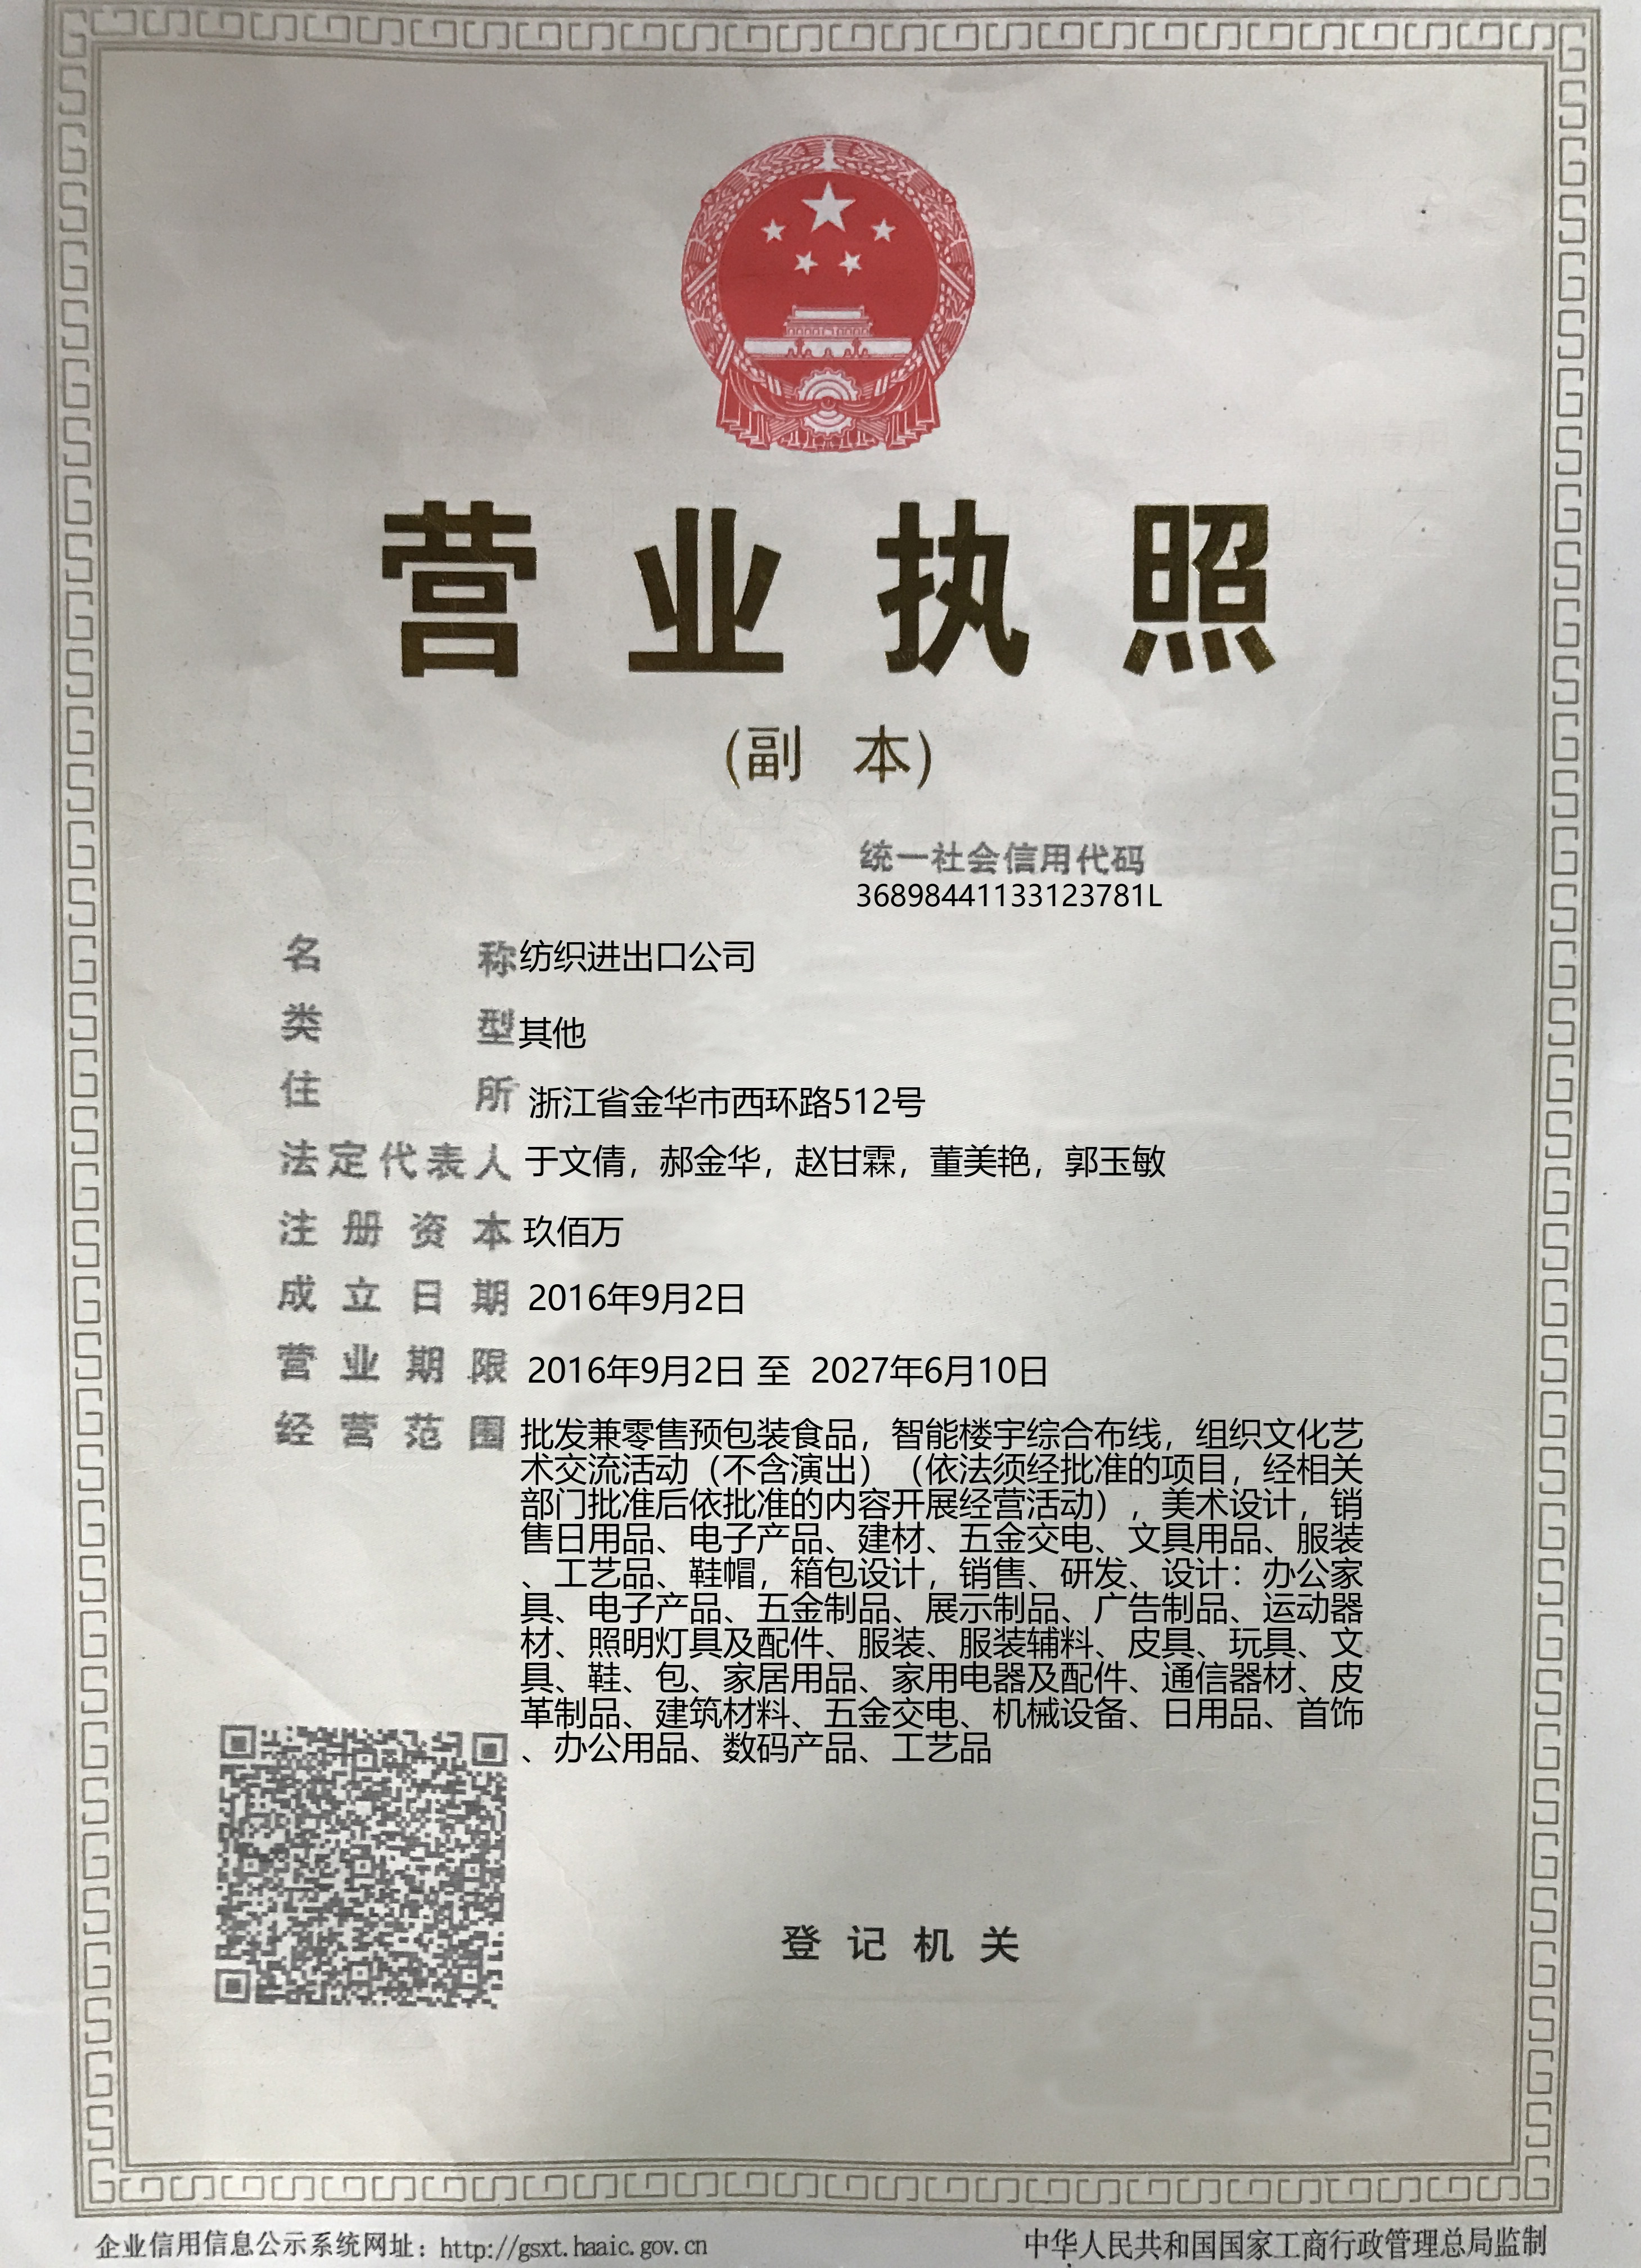 营业执照
(副 本)
统一社会信用代码
36898441133123781L
名 称 纺织进出口公司
类 型 其他
住 所 浙江省金华市西环路512号
法定代表人 于文倩，郝金华，赵甘霖，董美艳，郭玉敏
注册资本 玖佰万
成立日期 2016年9月2日
营业期限 2016年9月2日 至 2027年6月10日
经营范围 批发兼零售预包装食品，智能楼宇综合布线，组织文化艺
术交流活动（不含演出）（依法须经批准的项目，经相关
部门批准后依批准的内容开展经营活动），美术设计，销
售日用品、电子产品、建材、五金交电、文具用品、服装
、工艺品、鞋帽，箱包设计，销售、研发、设计：办公家
具、电子产品、五金制品、展示制品、广告制品、运动器
材、照明灯具及配件、服装、服装辅料、皮具、玩具、文
具、鞋、包、家居用品、家用电器及配件、通信器材、皮
革制品、建筑材料、五金交电、机械设备、日用品、首饰
、办公用品、数码产品、工艺品
登记机关
企业信用信息公示系统网址：http://gsxt.haaic.gov.cn
中华人民共和国国家工商行政管理总局监制